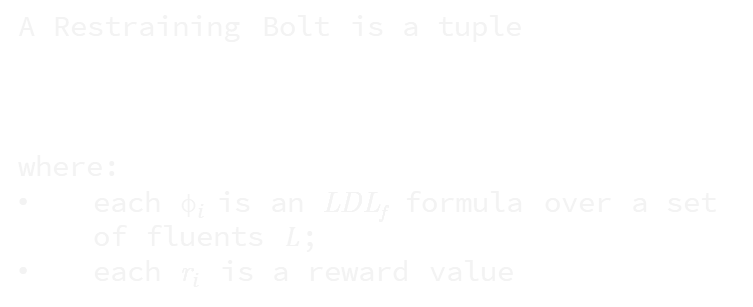 A Restraining Bolt is a tuple
where:
• each ϕᵢ is an LDL_f formula over a set
of fluents L;
• each rᵢ is a reward value